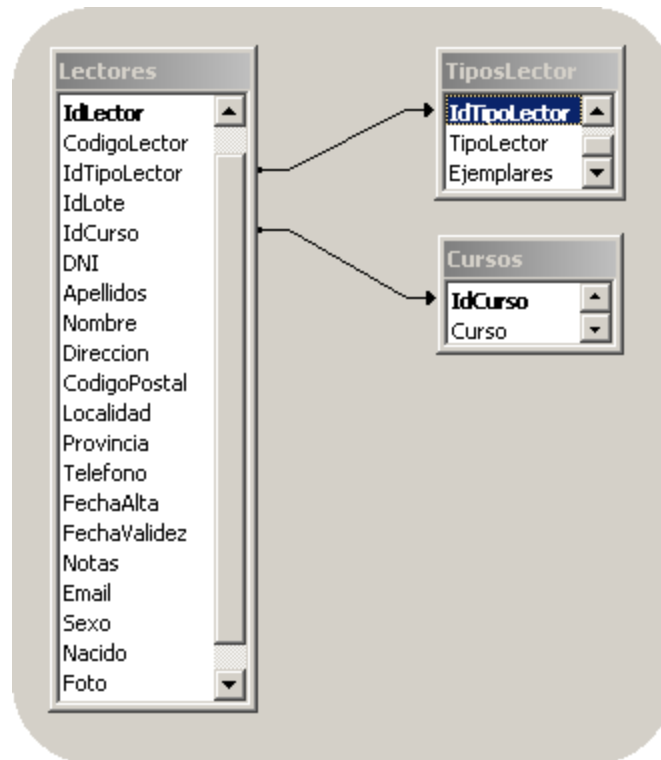 Lectores
IdLector
CodigoLector
IdTipoLector
IdLote
IdCurso
DNI
Apellidos
Nombre
Direccion
CodigoPostal
Localidad
Provincia
Telefono
FechaAlta
FechaValidez
Notas
Email
Sexo
Nacido
Foto
TiposLector
IdTipoLector
TipoLector
Ejemplares
Cursos
IdCurso
Curso